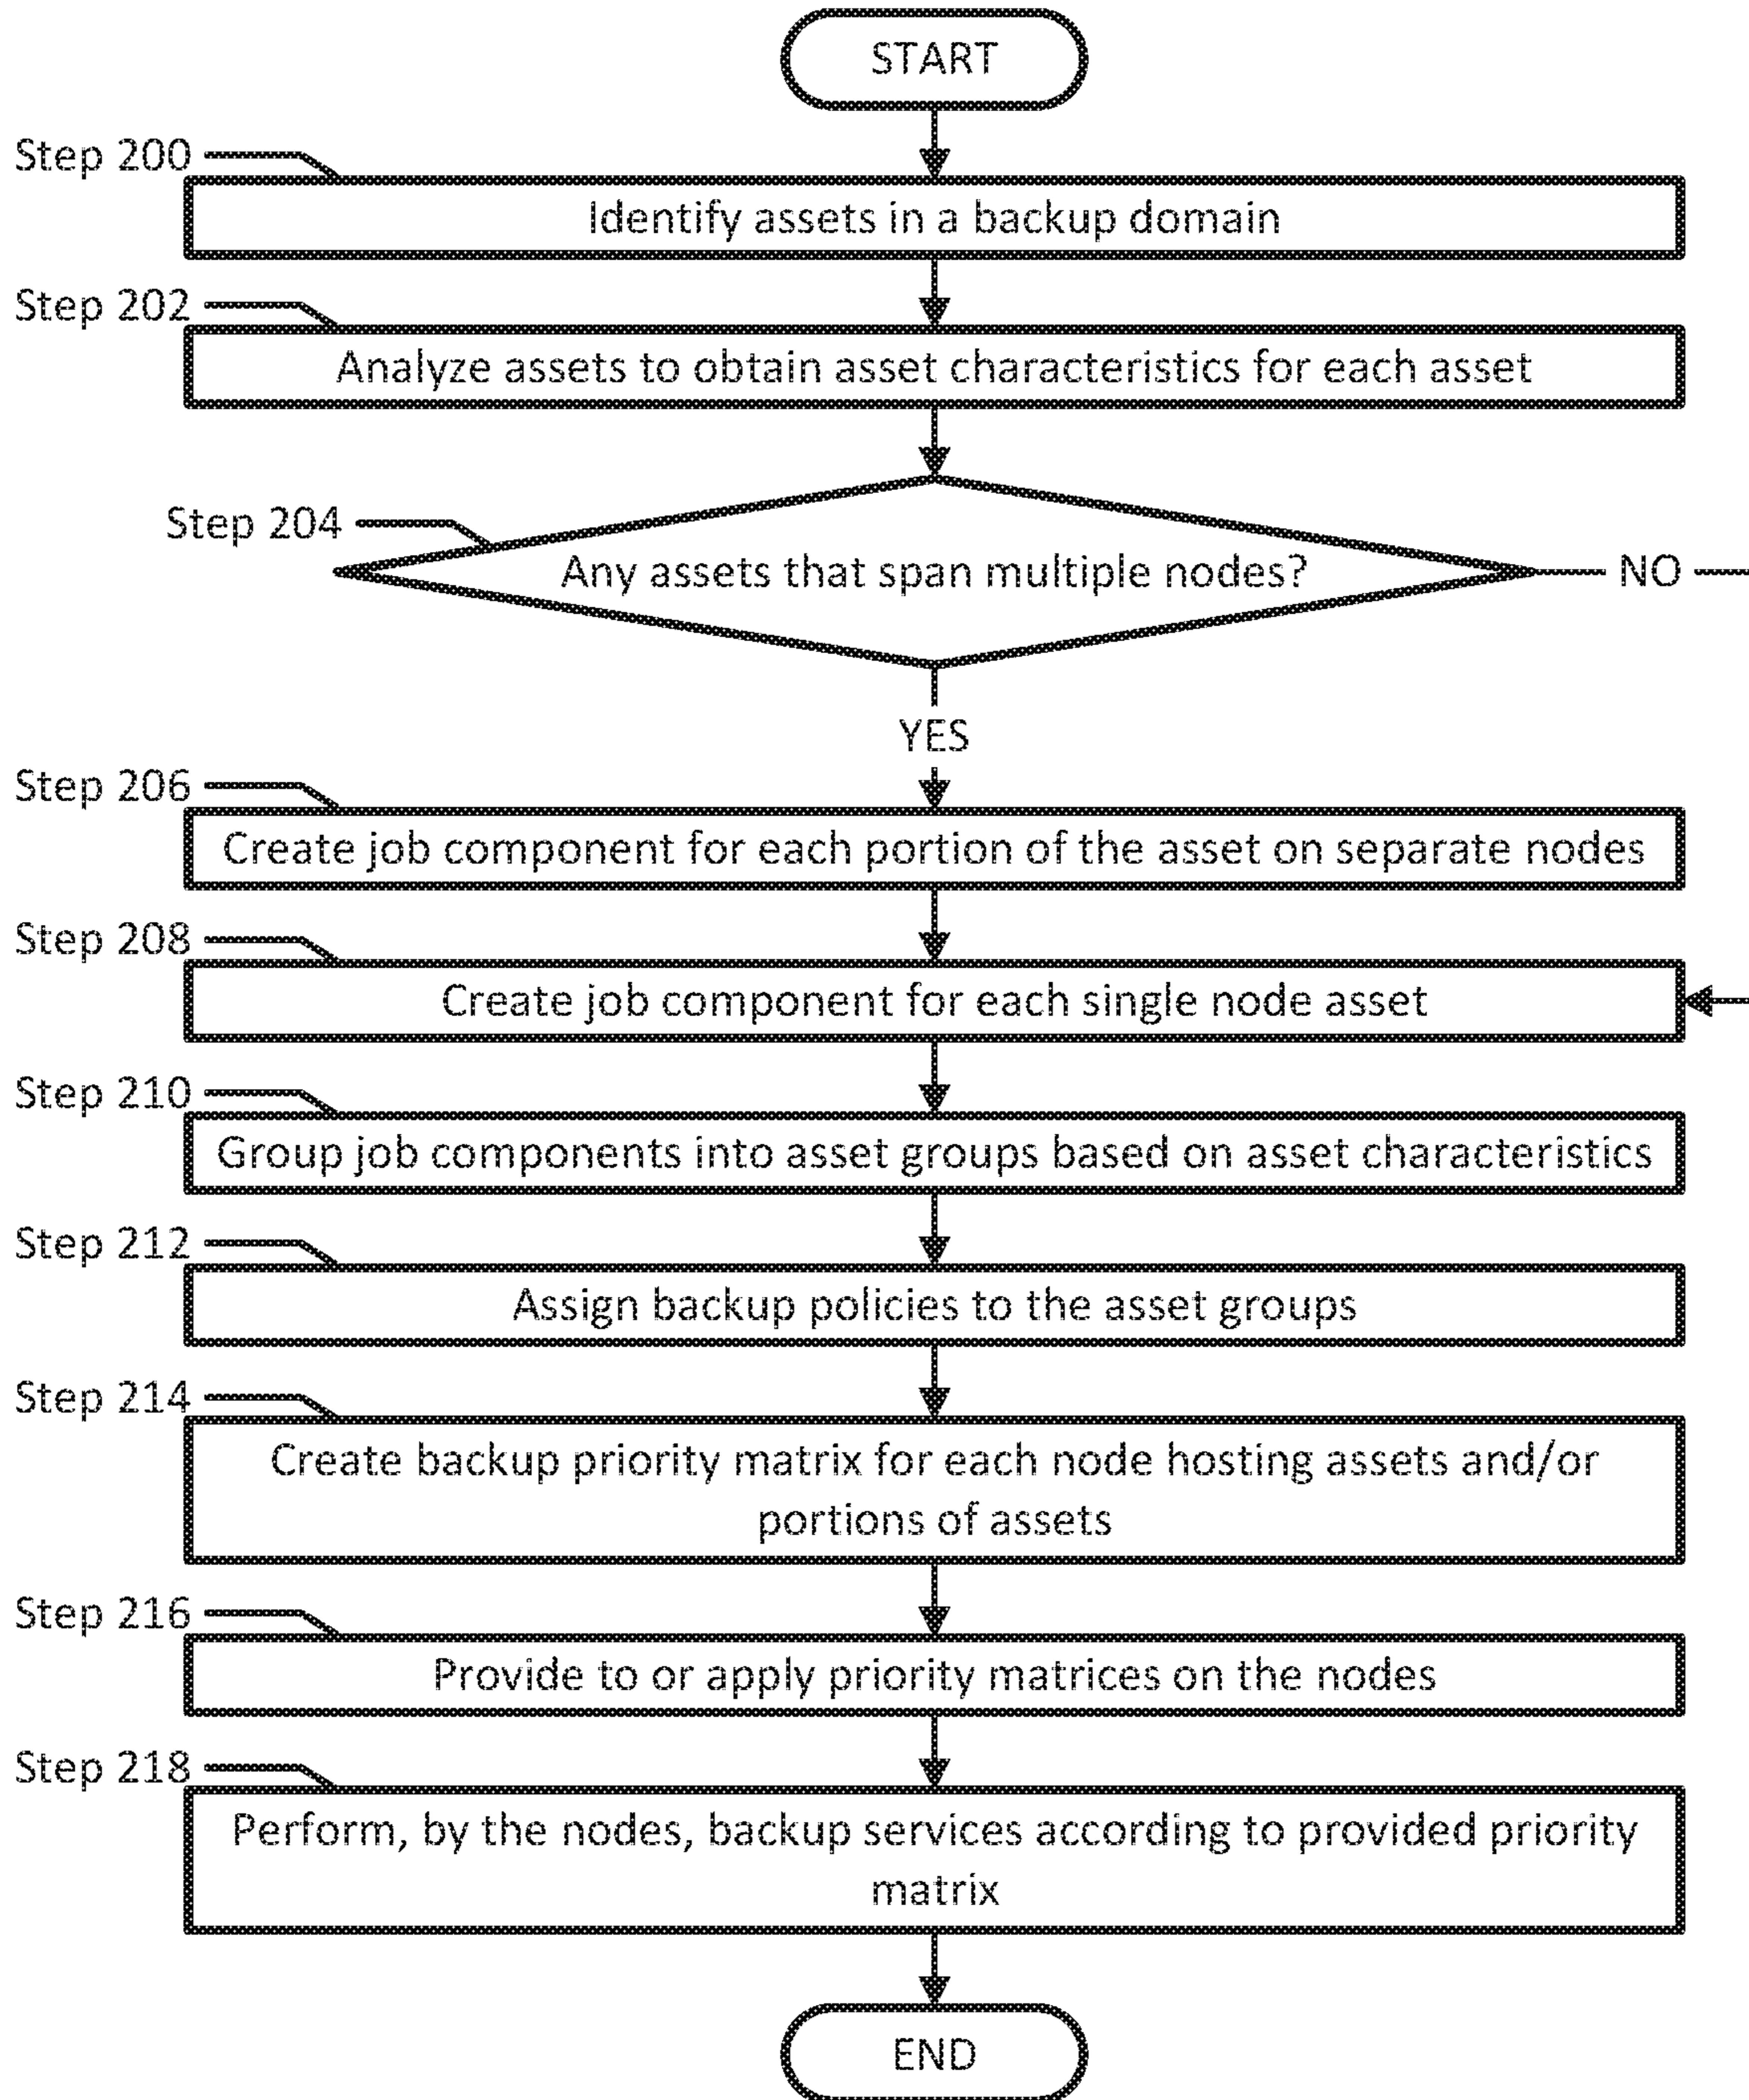 START
Step 200
Identify assets in a backup domain
Step 202
Analyze assets to obtain asset characteristics for each asset
Step 204
Any assets that span multiple nodes?
NO
YES
Step 206
Create job component for each portion of the asset on separate nodes
Step 208
Create job component for each single node asset
Step 210
Group job components into asset groups based on asset characteristics
Step 212
Assign backup policies to the asset groups
Step 214
Create backup priority matrix for each node hosting assets and/or
portions of assets
Step 216
Provide to or apply priority matrices on the nodes
Step 218
Perform, by the nodes, backup services according to provided priority
matrix
END